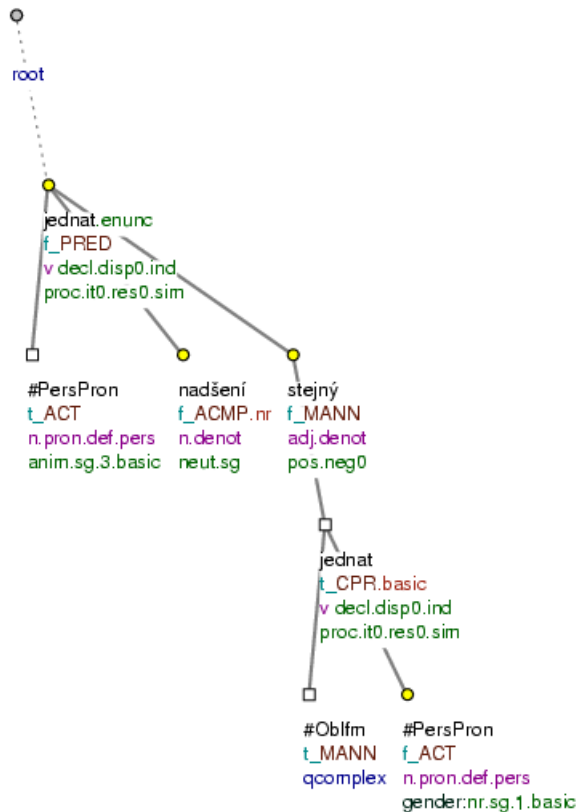 root
jednat.enunc
f_PRED
v decl.disp0.ind
proc.it0.res0.sim
#PersPron
t_ACT
n.pron.def.pers
anim.sg.3.basic
nadšení
f_ACMP.nr
n.denot
neut.sg
stejný
f_MANN
adj.denot
pos.neg0
jednat
t_CPR.basic
v decl.disp0.ind
proc.it0.res0.sim
#Oblfm
t_MANN
qcomplex
#PersPron
f_ACT
n.pron.def.pers
gender:nr.sg.1.basic